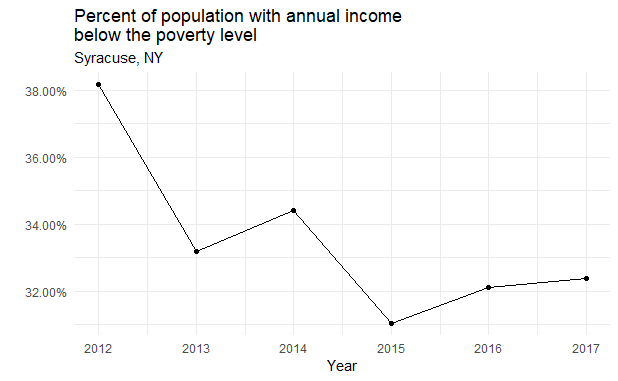 Percent of population with annual income
below the poverty level
Syracuse, NY
38.00%
36.00%
34.00%
32.00%
2012 2013 2014 2015 2016 2017
Year